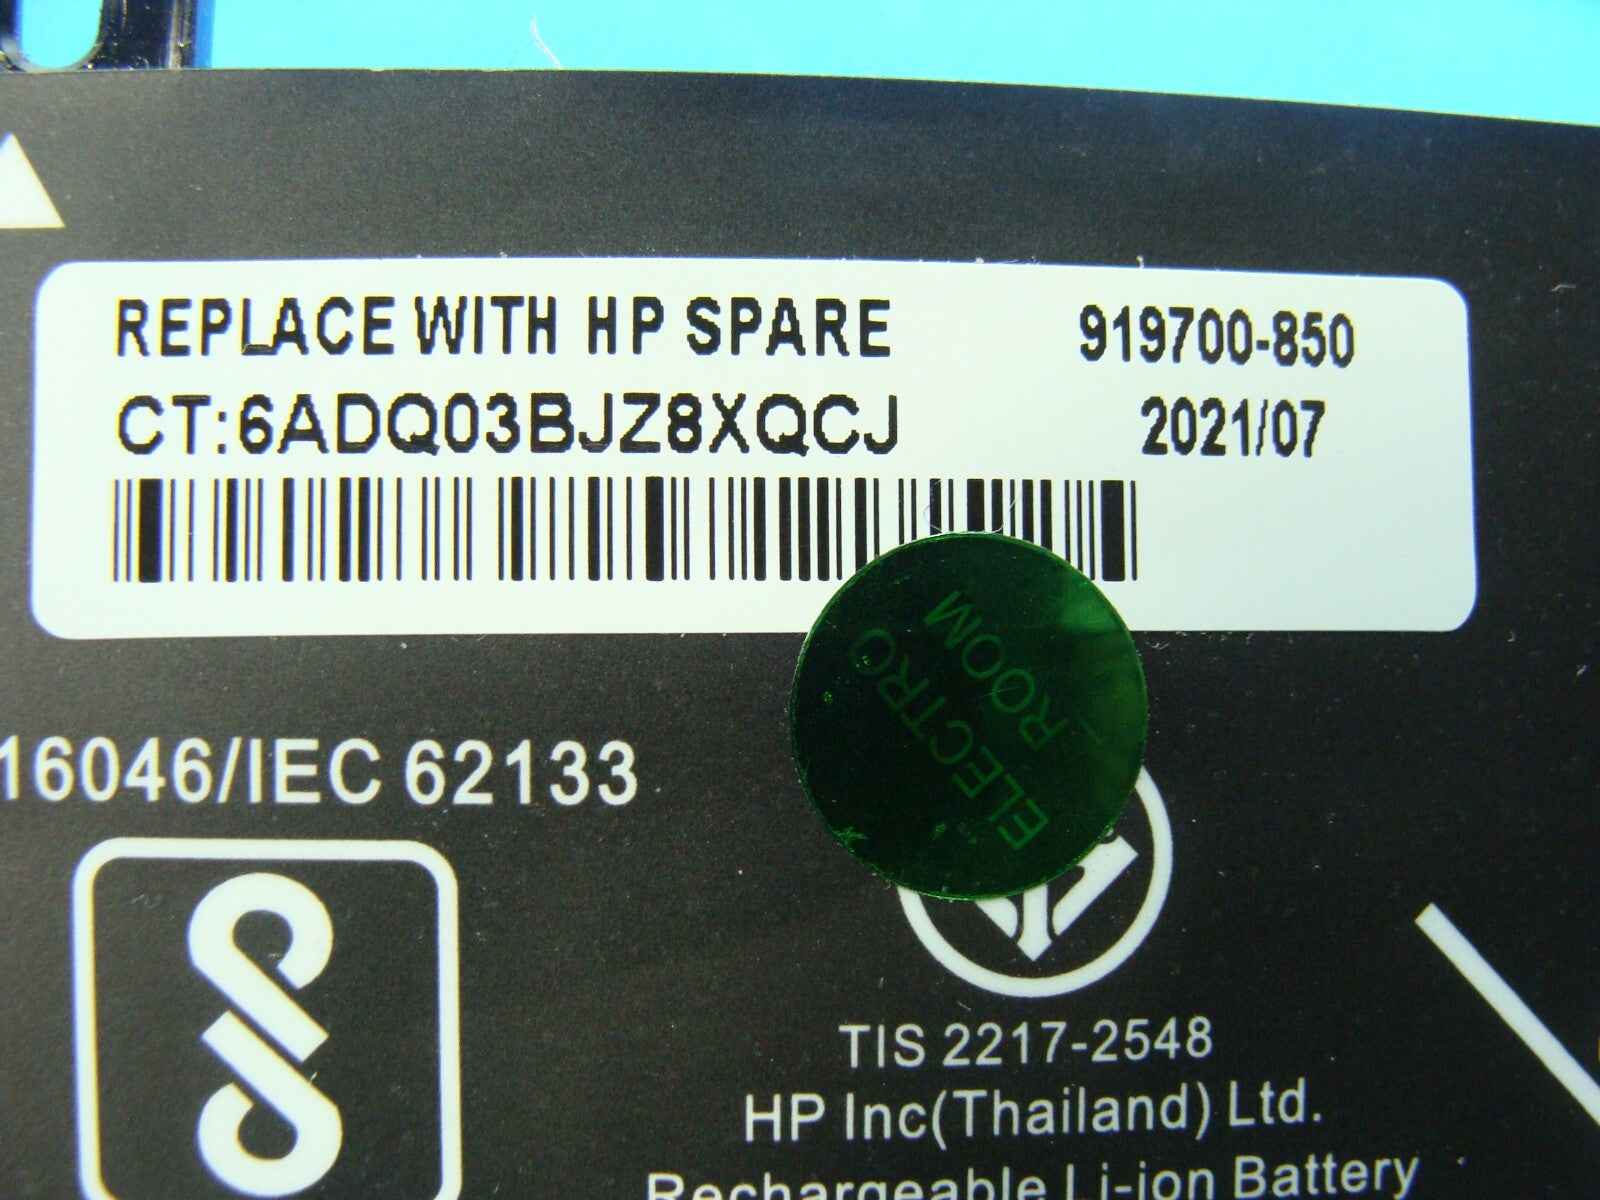 REPLACE WITH HP SPARE 919700-850
CT:6ADQ03BJZ8XQCJ 2021/07
ELECTRO
_ROOM
16046/IEC 62133
TIS 2217-2548
HP Inc(Thailand) Ltd.
Rechargeable Li-ion Battery